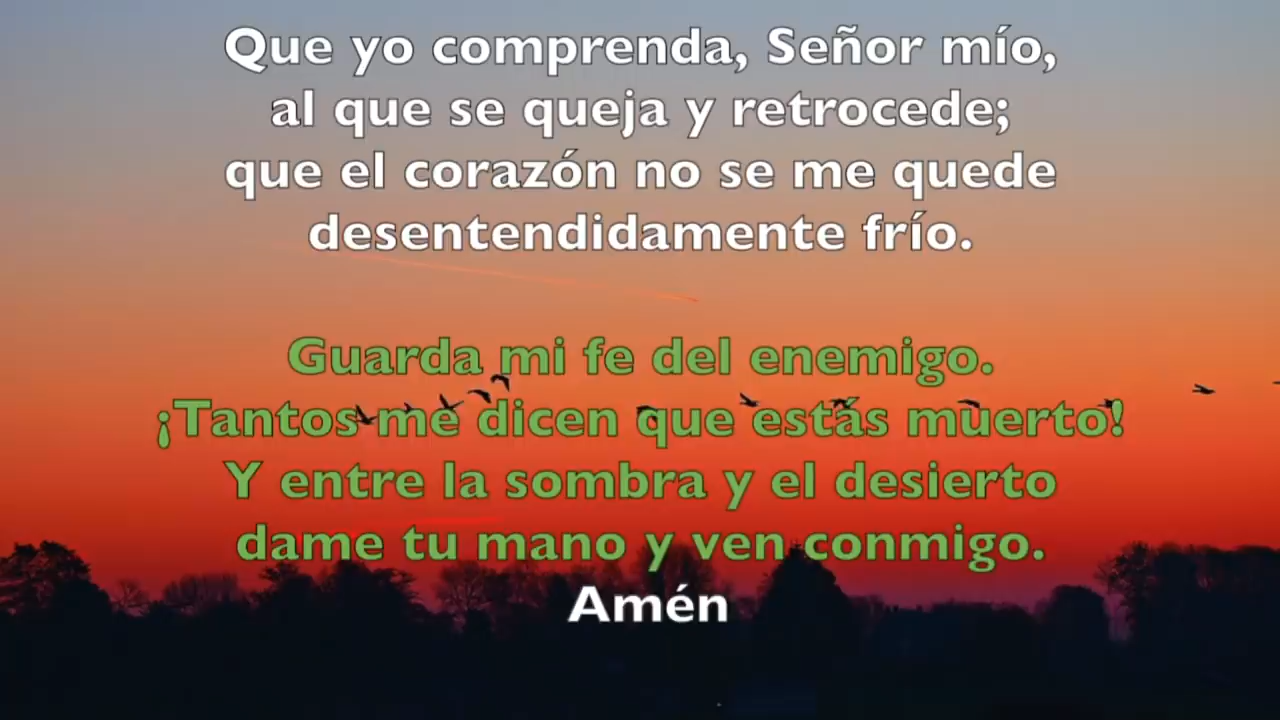 Que yo comprenda, Señor mío,
al que se queja y retrocede;
que el corazón no se me quede
desentendidamente frío.
Guarda mi fe del enemigo.
¡Tantos me dicen que estás muerto!
Y entre la sombra y el desierto
dame tu mano y ven conmigo.
Amén